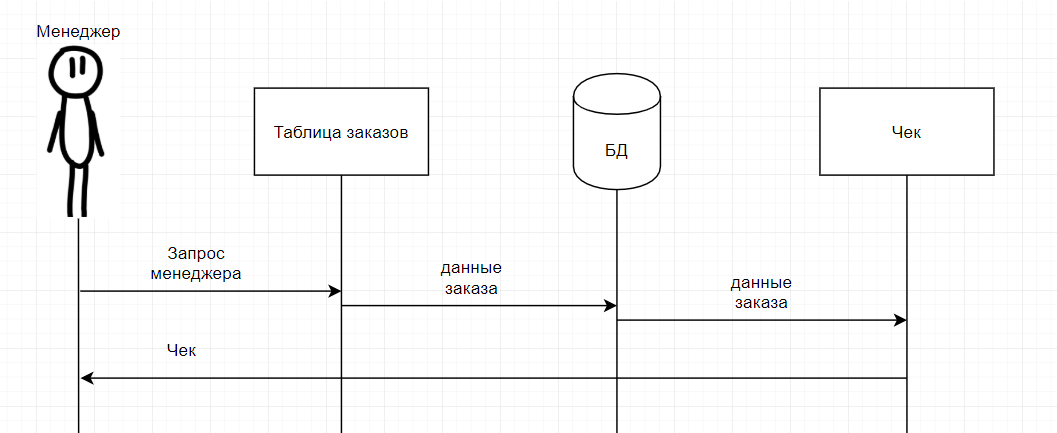 Менеджер
Таблица заказов
БД
Чек
Запрос
менеджера
данные
заказа
данные
заказа
Чек